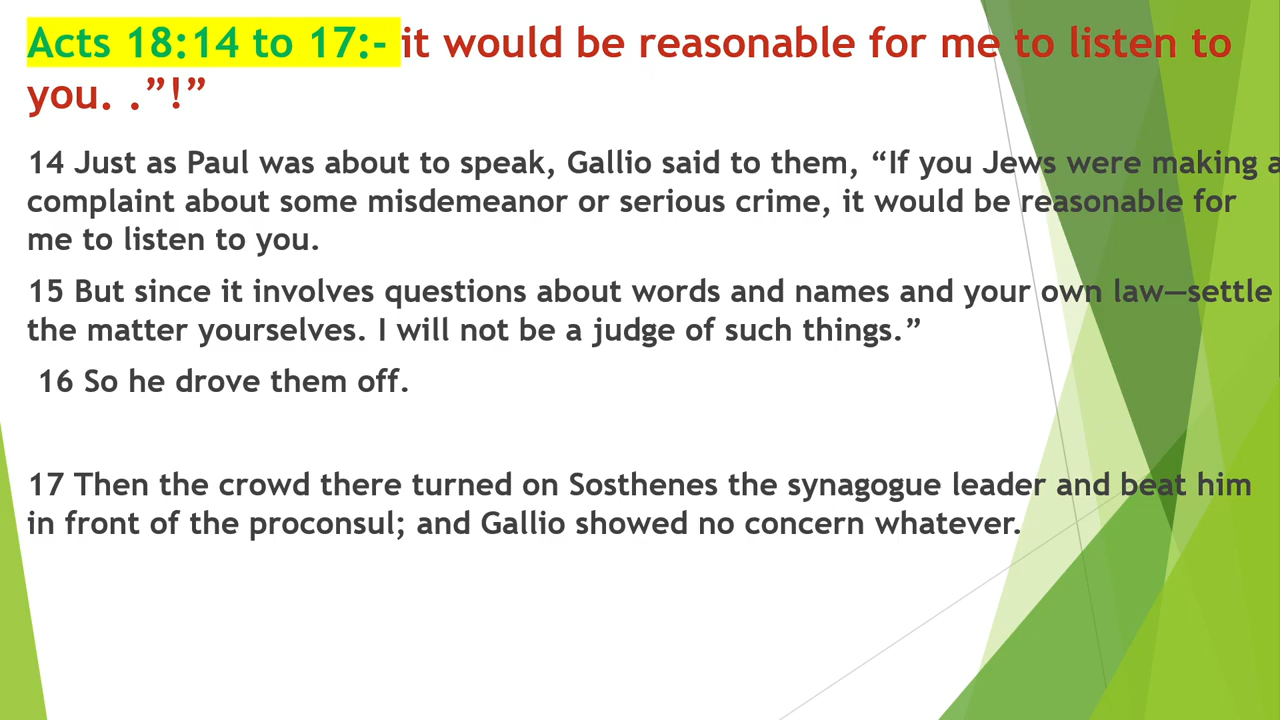 Acts 18:14 to 17:- it would be reasonable for me to listen to
you. .”!”
14 Just as Paul was about to speak, Gallio said to them, “If you Jews were making a
complaint about some misdemeanor or serious crime, it would be reasonable for
me to listen to you.
15 But since it involves questions about words and names and your own law—settle
the matter yourselves. I will not be a judge of such things.”
16 So he drove them off.
17 Then the crowd there turned on Sosthenes the synagogue leader and beat him
in front of the proconsul; and Gallio showed no concern whatever.